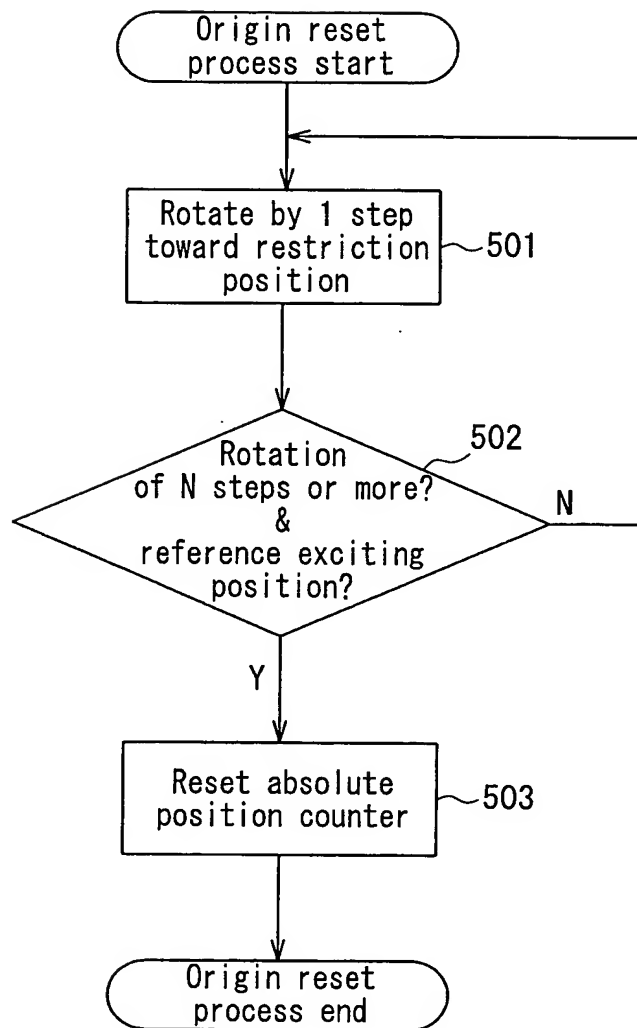 Origin reset
process start
Rotate by 1 step
toward restriction
position
501
502
Rotation
of N steps or more?
&
reference exciting
position?
N
Y
Reset absolute
position counter
503
Origin reset
process end